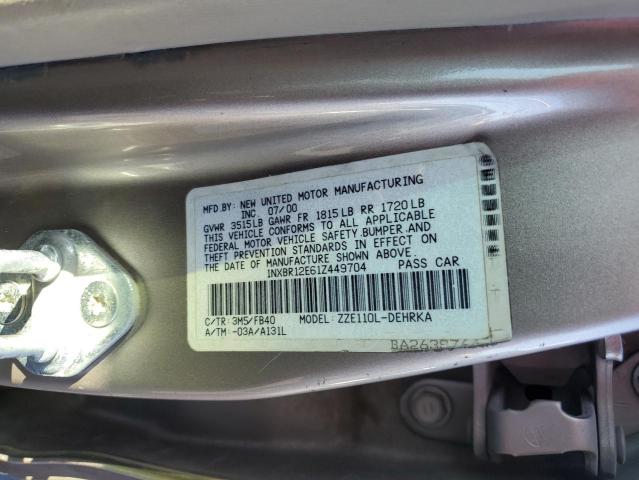 MFD.BY: NEW UNITED MOTOR MANUFACTURING
INC 07/00
GVWR 3515LB GAWR FR 1815LB RR 1720LB
THIS VEHICLE CONFORMS TO ALL APPLICABLE
FEDERAL MOTOR VEHICLE SAFETY,BUMPER,AND
THEFT PREVENTION STANDARDS IN EFFECT ON
THE DATE OF MANUFACTURE SHOWN ABOVE.
1NXBR12E61Z449704 PASS CAR
C/TR:3M5/FB40 MODEL: ZZE110L-DEHRKA
A/TM:-03A/A131L